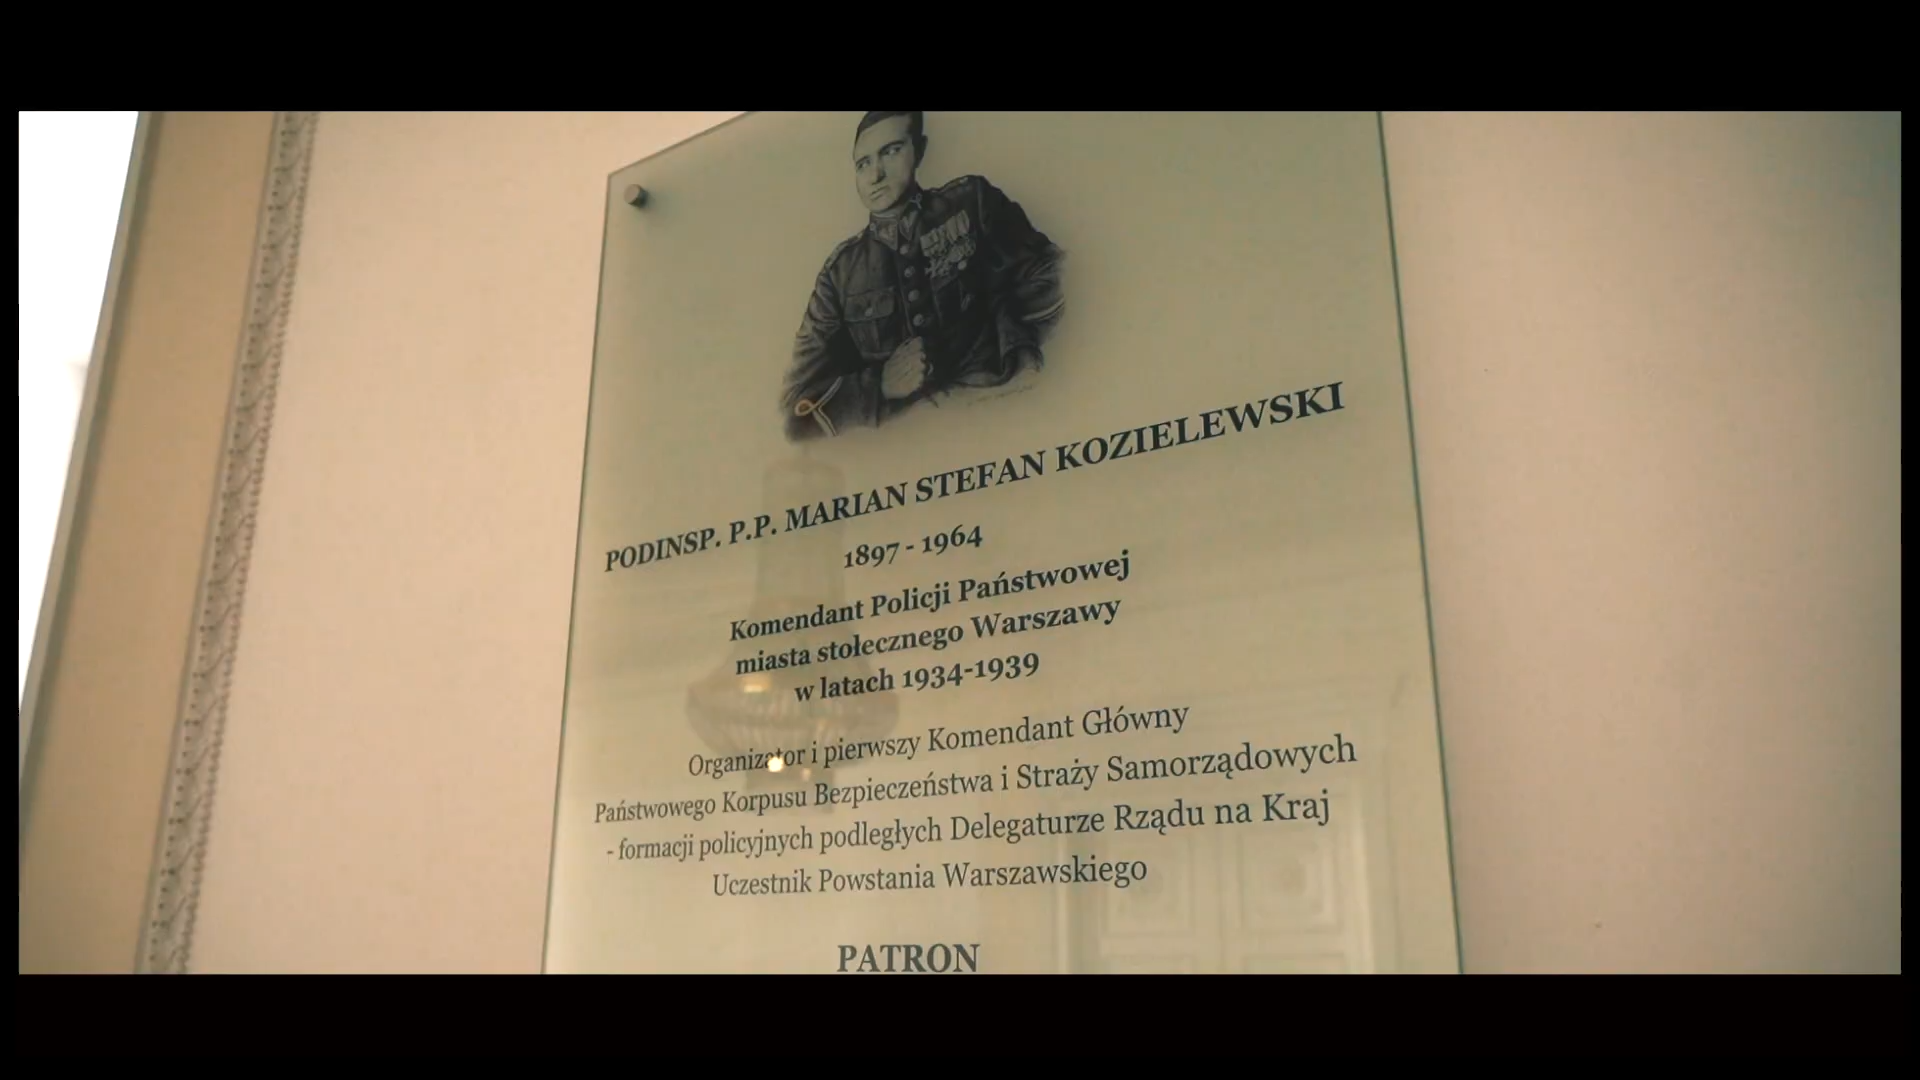 PODINSP. P.P. MARIAN STEFAN KOZIELEWSKI
1897 - 1964
Komendant Policji Państwowej
miasta stołecznego Warszawy
w latach 1934-1939
Organizator i pierwszy Komendant Główny
Państwowego Korpusu Bezpieczeństwa i Straży Samorządowych
- formacji policyjnych podległych Delegaturze Rządu na Kraj
Uczestnik Powstania Warszawskiego
PATRON